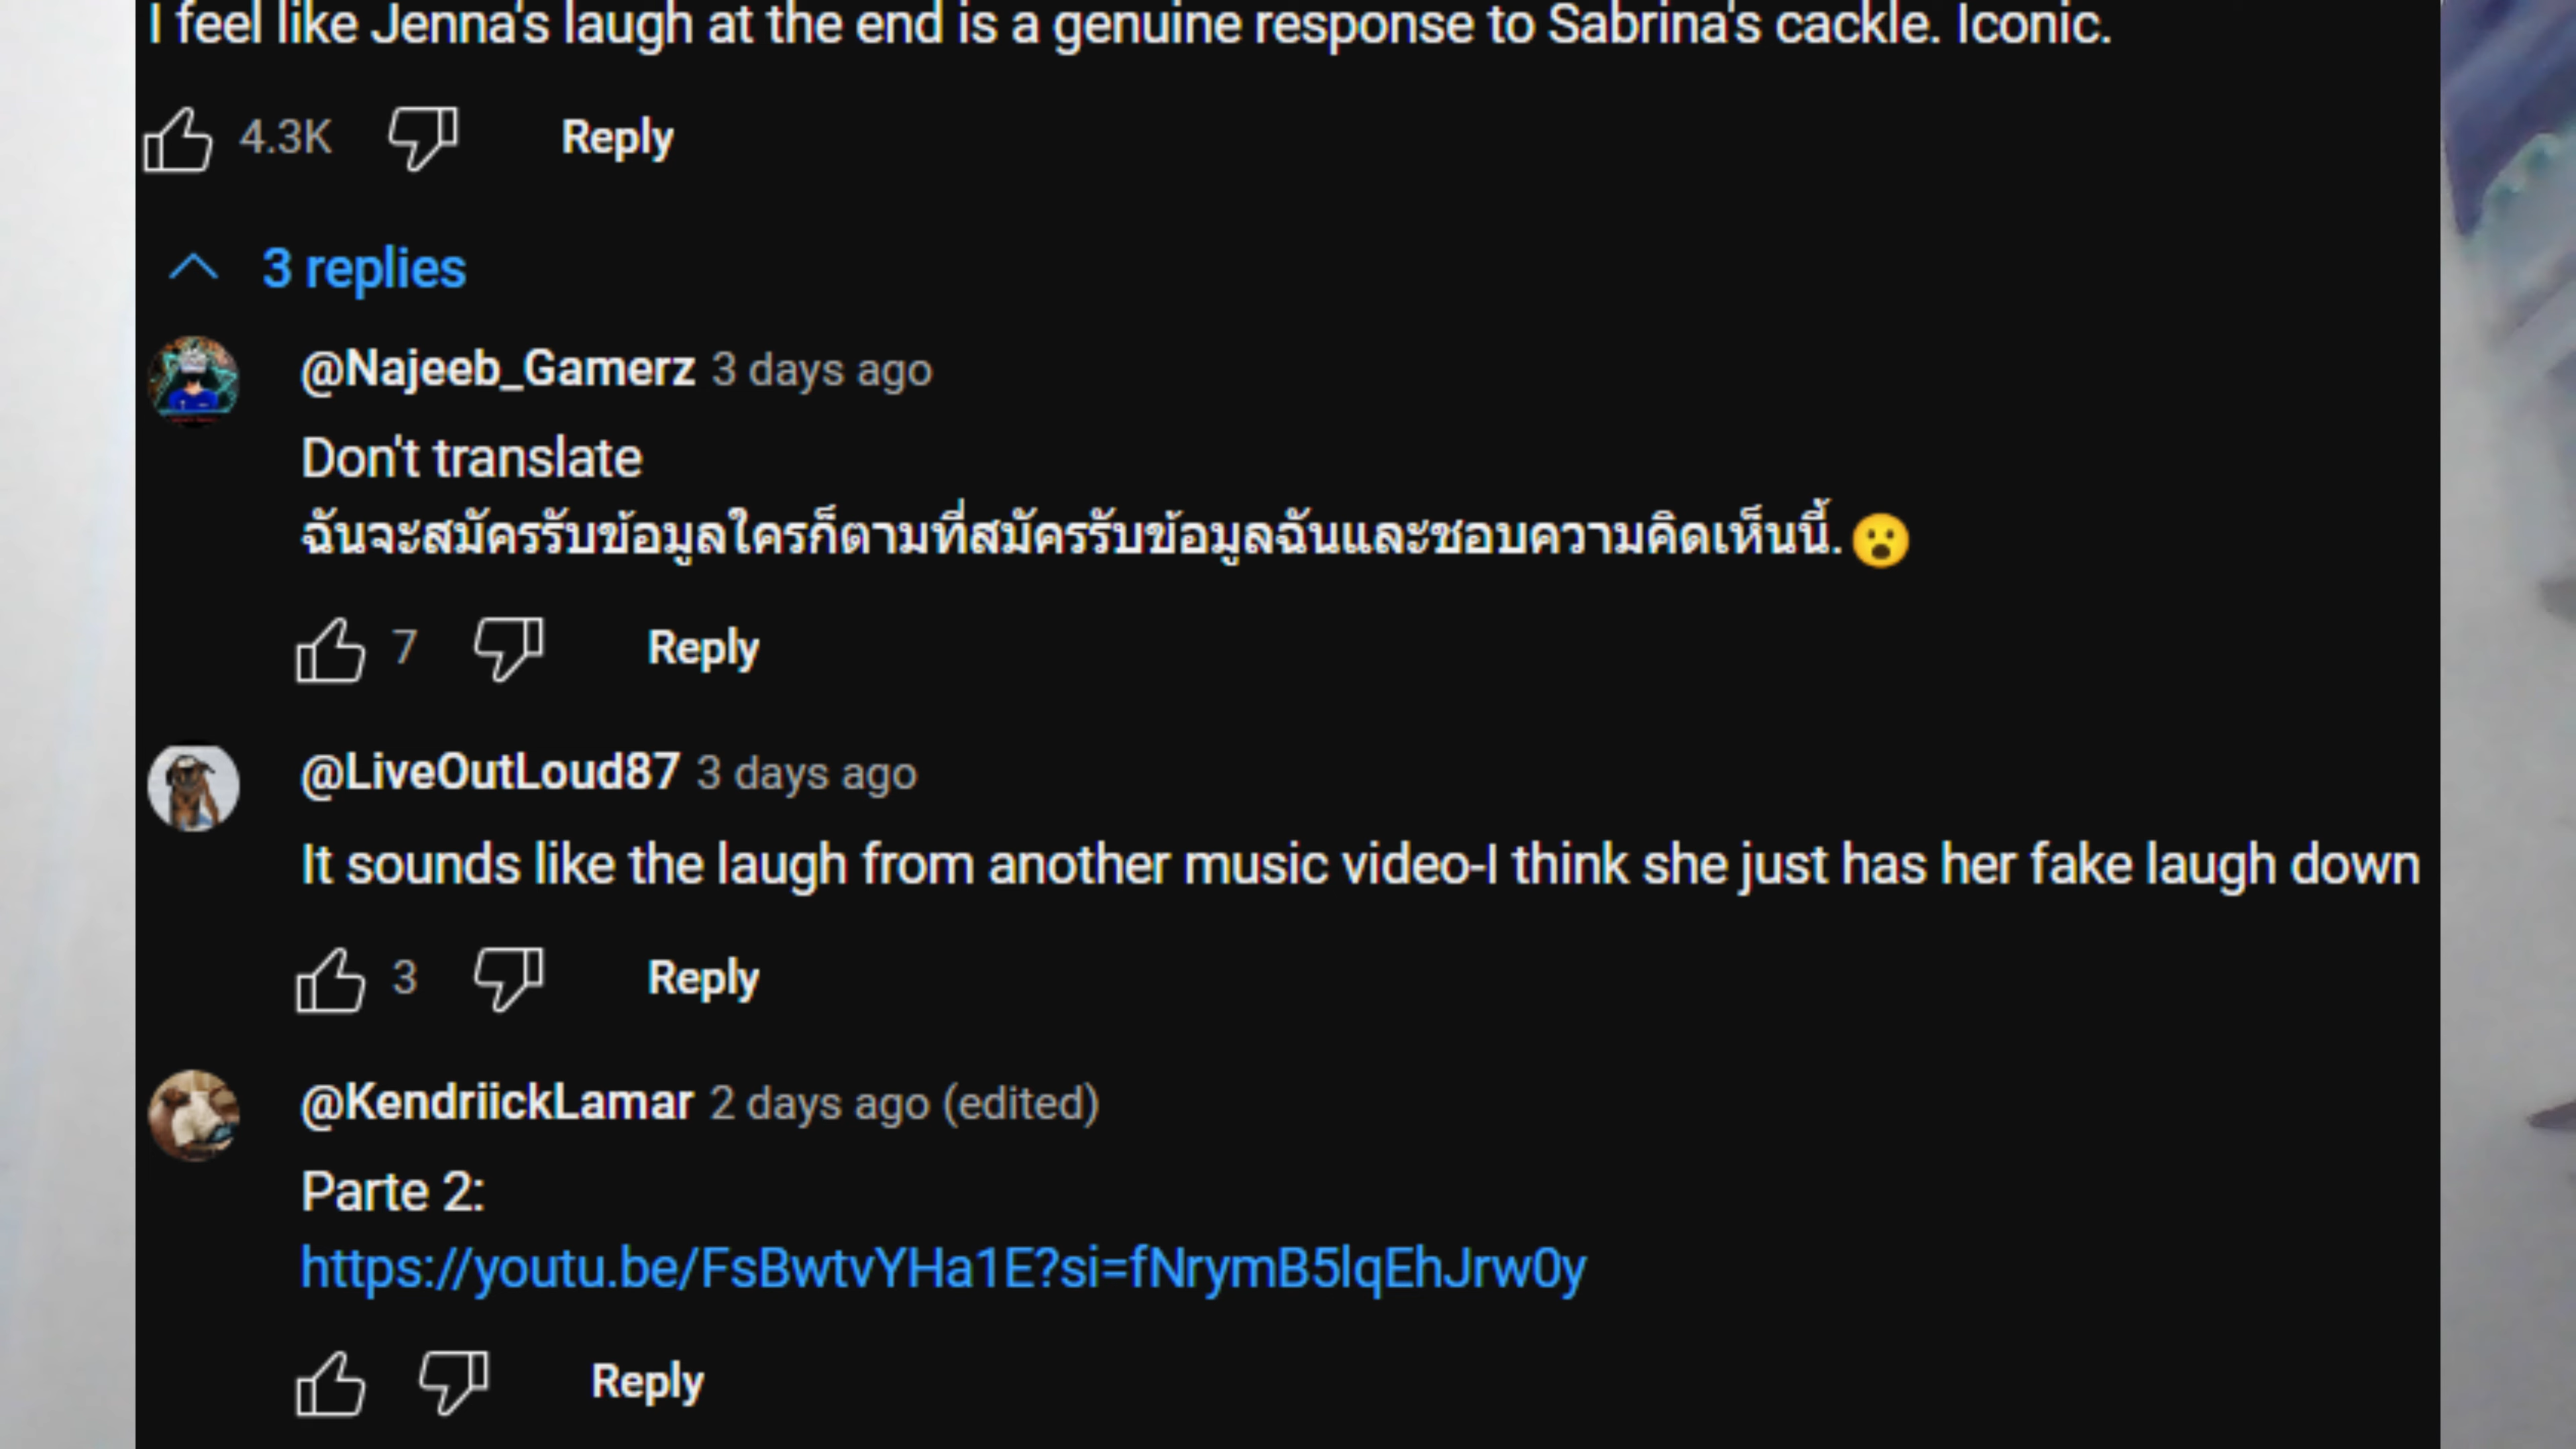 I feel like Jenna's laugh at the end is a genuine response to Sabrina's cackle. Iconic.
4.3K Reply
3 replies
@Najeeb_Gamerz 3 days ago
Don't translate
ฉันจะสมัครรับข้อมูลใครก็ตามที่สมัครรับข้อมูลฉันและชอบความคิดเห็นนี้.😮
7 Reply
@LiveOutLoud87 3 days ago
It sounds like the laugh from another music video-I think she just has her fake laugh down
3 Reply
@KendriickLamar 2 days ago (edited)
Parte 2:
https://youtu.be/FsBwtvYHa1E?si=fNrymB5lqEhJrw0y
Reply